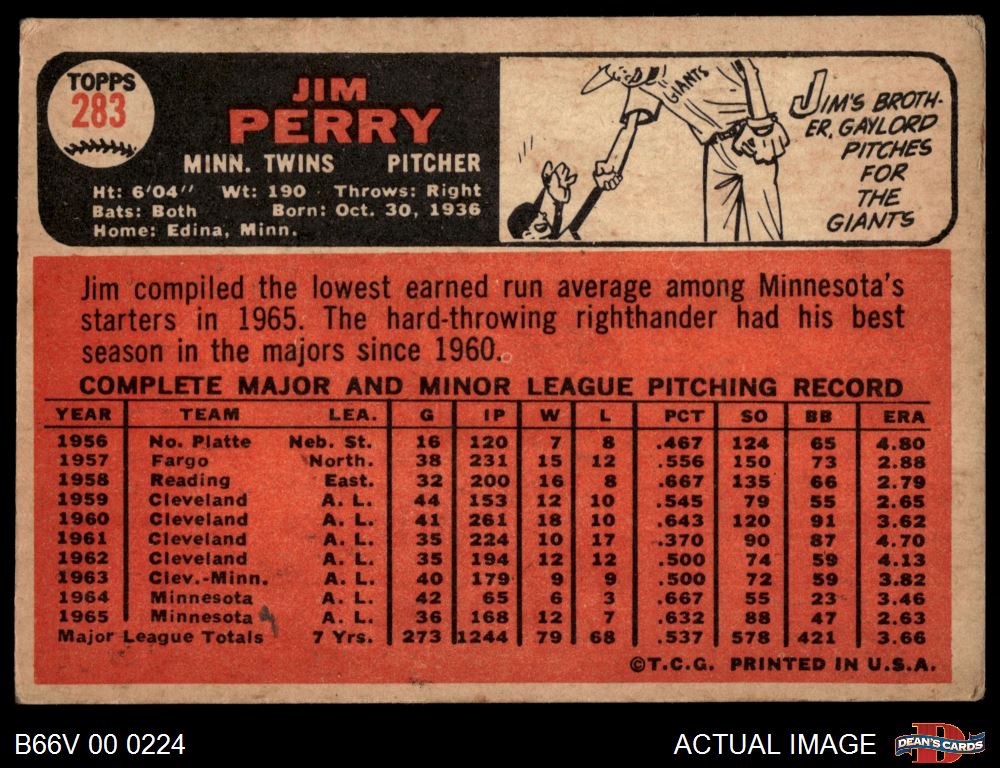 TOPPS
283
JIM
PERRY
MINN. TWINS PITCHER
Ht: 6'04" Wt: 190 Throws: Right
Bats: Both Born: Oct. 30, 1936
Home: Edina, Minn.
GIANTS
JIM'S BROTH-
ER, GAYLORD
PITCHES
FOR
THE
GIANTS
Jim compiled the lowest earned run average among Minnesota's
starters in 1965. The hard-throwing righthander had his best
season in the majors since 1960.
COMPLETE MAJOR AND MINOR LEAGUE PITCHING RECORD
YEAR TEAM LEA. G IP W L PCT SO BB ERA
1956 No. Platte Neb. St. 16 120 7 8 .467 124 65 4.80
1957 Fargo North. 38 231 15 12 .556 150 73 2.88
1958 Reading East. 32 200 16 8 .667 135 66 2.79
1959 Cleveland A. L. 44 153 12 10 .545 79 55 2.65
1960 Cleveland A. L. 41 261 18 10 .643 120 91 3.62
1961 Cleveland A. L. 35 224 10 17 .370 90 87 4.70
1962 Cleveland A. L. 35 194 12 12 .500 74 59 4.13
1963 Clev.-Minn. A. L. 40 179 9 9 .500 72 59 3.82
1964 Minnesota A. L. 42 65 6 3 .667 55 23 3.46
1965 Minnesota A. L. 36 168 12 7 .632 88 47 2.63
Major League Totals 7 Yrs. 273 1244 79 68 .537 578 421 3.66
©T.C.G. PRINTED IN U.S.A.
B66V 00 0224
ACTUAL IMAGE
DEAN'S CARDS